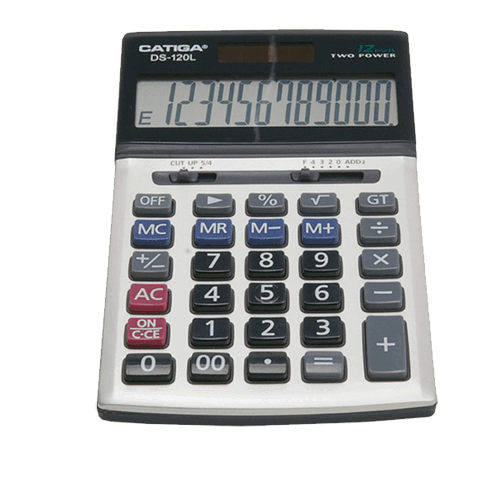 CATIGA®
12 DIGITS
DS-120L
TWO POWER
E 123456789000.
CUT UP 5/4
F 4 3 2 0 ADD2
OFF ▶ % √ GT
MC MR M− M+ ÷
+/− 7 8 9 ×
AC 4 5 6 −
ON
C·CE 1 2 3 +
0 00 • =